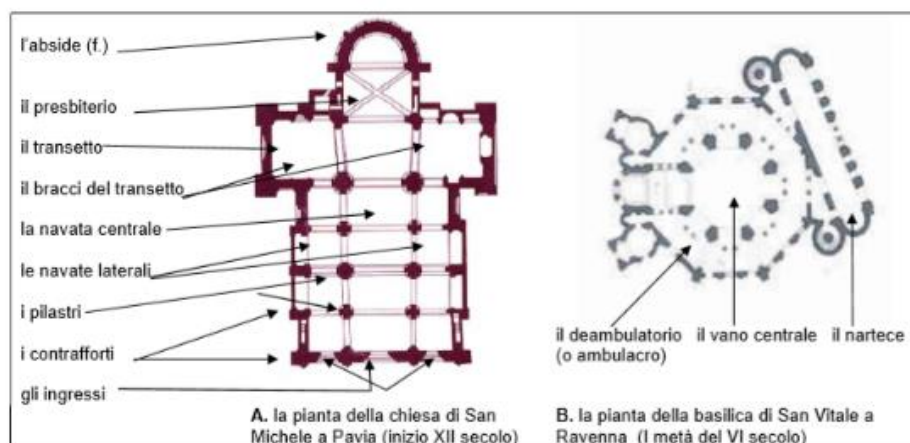 l'abside (f.)
il presbiterio
il transetto
il bracci del transetto
la navata centrale
le navate laterali
i pilastri
i contrafforti
gli ingressi
A. la pianta della chiesa di San
Michele a Pavia (inizio XII secolo)
il deambulatorio
(o ambulacro)
il vano centrale
il nartece
B. la pianta della basilica di San Vitale a
Ravenna (I metà del VI secolo)